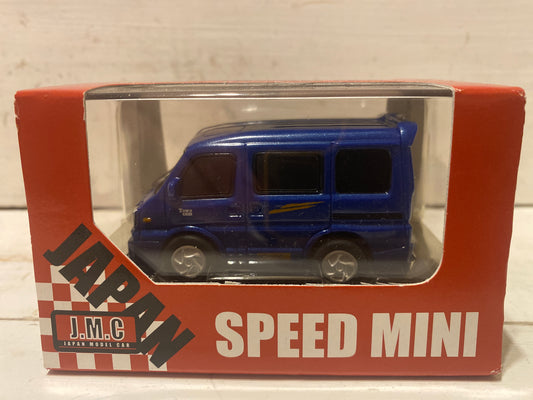 JAPAN
J.M.C
JAPAN MODEL CAR
SPEED MINI